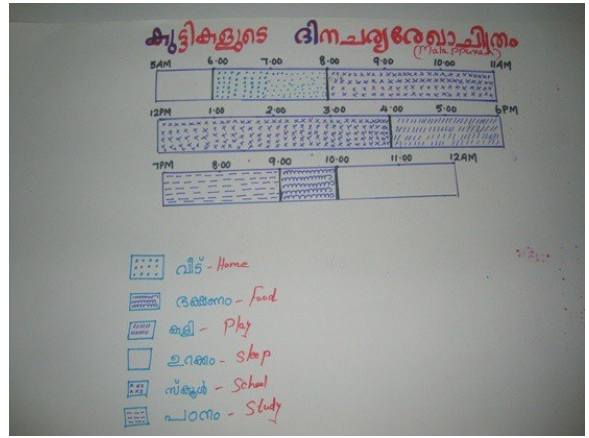 കുട്ടികളുടെ ദിനചര്യരേഖാചിത്രം
(Malappuram)
5AM 6.00 7.00 8.00 9.00 10.00 11AM
12PM 1.00 2.00 3.00 4.00 5.00 6PM
7PM 8.00 9.00 10.00 11.00 12AM
വീട് - Home
ഭക്ഷണം - Food
കളി - Play
ഉറക്കം - Sleep
സ്കൂൾ - School
പഠനം - Study